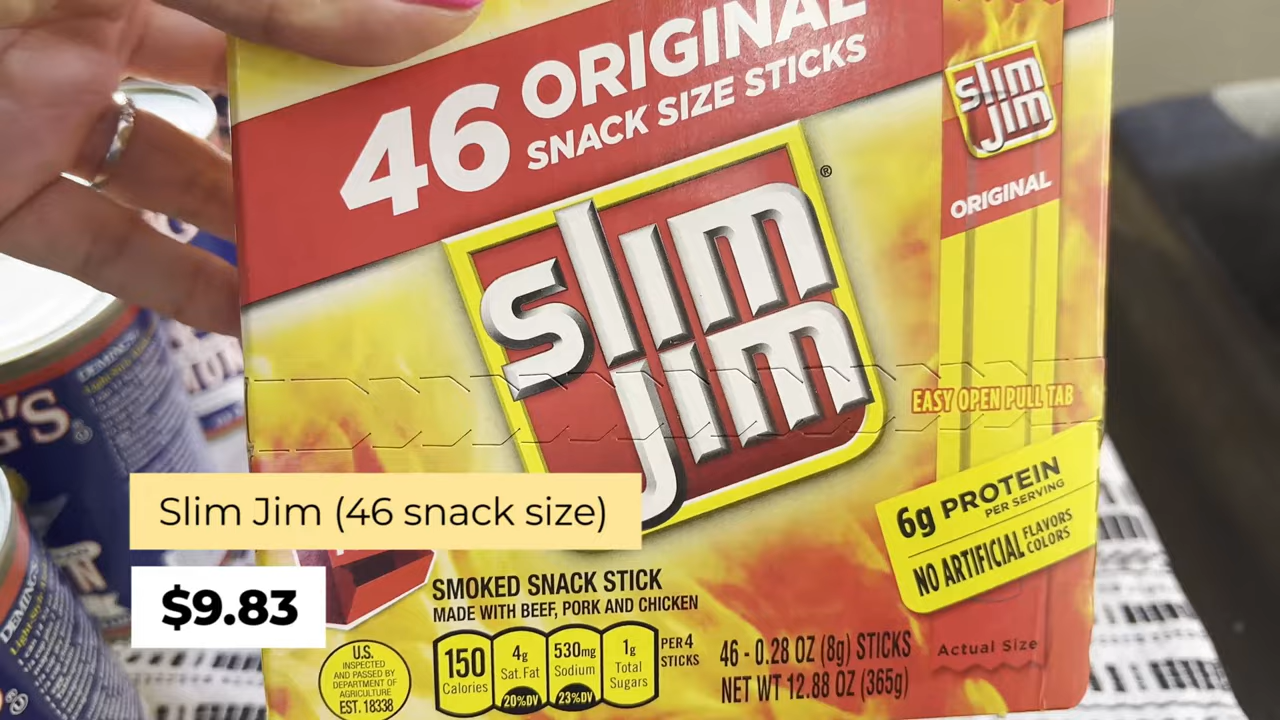 46 ORIGINAL
SNACK SIZE STICKS
slim
jim
®
slim
jim
ORIGINAL
EASY OPEN PULL TAB
6g PROTEIN
PER SERVING
NO ARTIFICIAL FLAVORS
COLORS
Actual Size
Slim Jim (46 snack size)
$9.83
SMOKED SNACK STICK
MADE WITH BEEF, PORK AND CHICKEN
150
Calories
4g
Sat. Fat
20%DV
530mg
Sodium
23%DV
1g
Total
Sugars
PER 4
STICKS
46 - 0.28 OZ (8g) STICKS
NET WT 12.88 OZ (365g)
U.S.
INSPECTED
AND PASSED BY
DEPARTMENT OF
AGRICULTURE
EST. 18338
'S
DEMING'S
DEMING'S